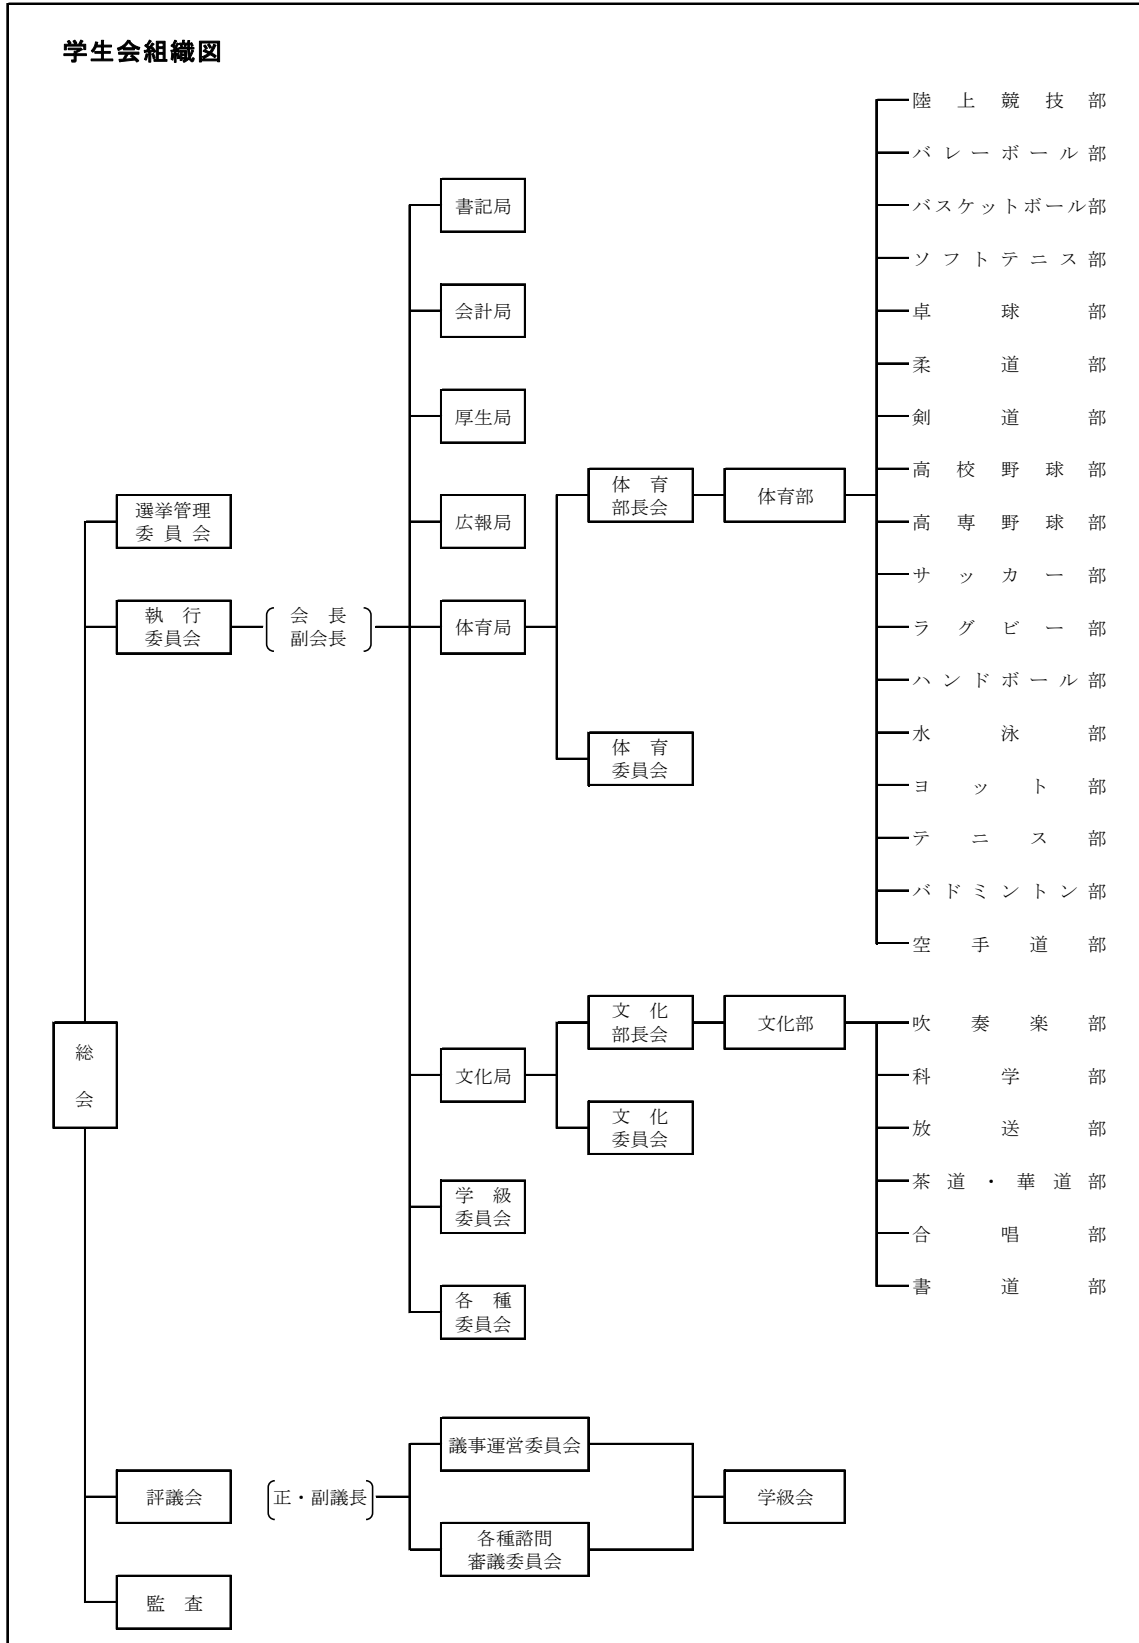 学生会組織図
陸上競技部
バレーボール部
バスケットボール部
ソフトテニス部
卓球部
柔道部
剣道部
高校野球部
高専野球部
サッカー部
ラグビー部
ハンドボール部
水泳部
ヨット部
テニス部
バドミントン部
空手道部
書記局
会計局
厚生局
広報局
体育局
体育
部長会
体育部
体育
委員会
選挙管理
委員会
執行
委員会
会長
副会長
総
会
文化局
文化
部長会
文化部
文化
委員会
吹奏楽部
科学部
放送部
茶道・華道部
合唱部
書道部
学級
委員会
各種
委員会
評議会
正・副議長
議事運営委員会
各種諮問
審議委員会
学級会
監査